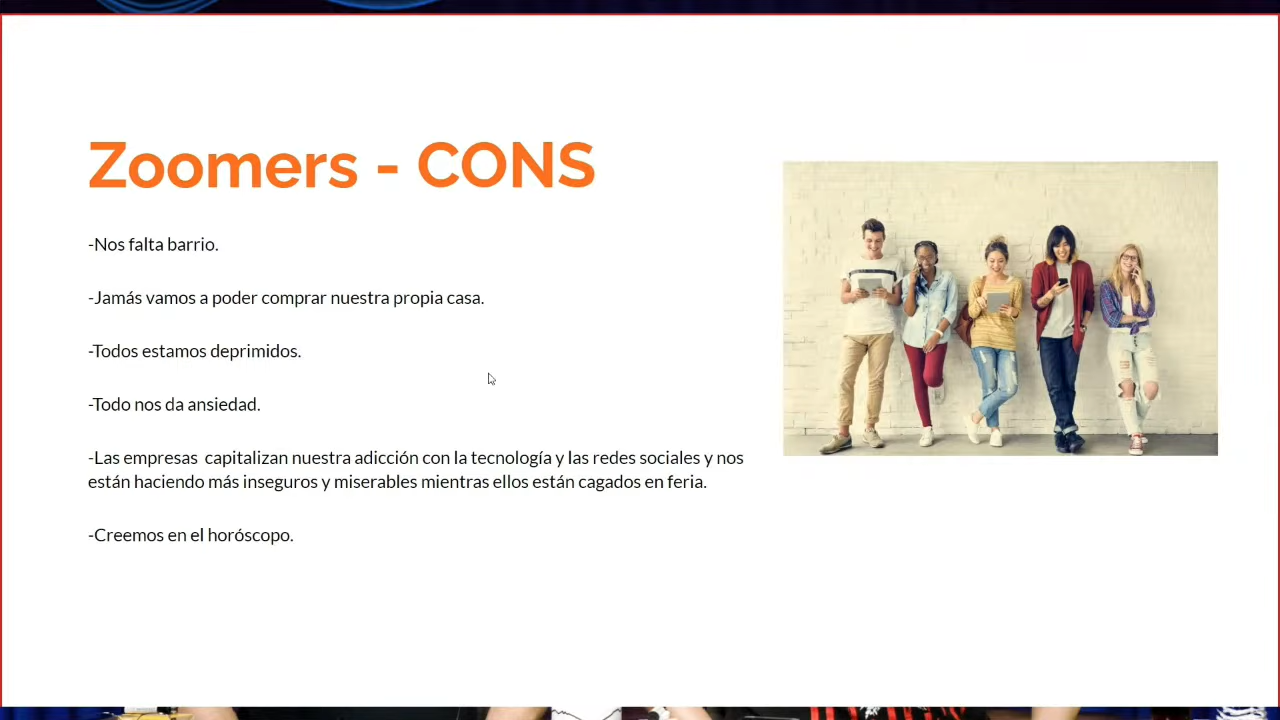 Zoomers - CONS
-Nos falta barrio.
-Jamás vamos a poder comprar nuestra propia casa.
-Todos estamos deprimidos.
-Todo nos da ansiedad.
-Las empresas  capitalizan nuestra adicción con la tecnología y las redes sociales y nos
están haciendo más inseguros y miserables mientras ellos están cagados en feria.
-Creemos en el horóscopo.